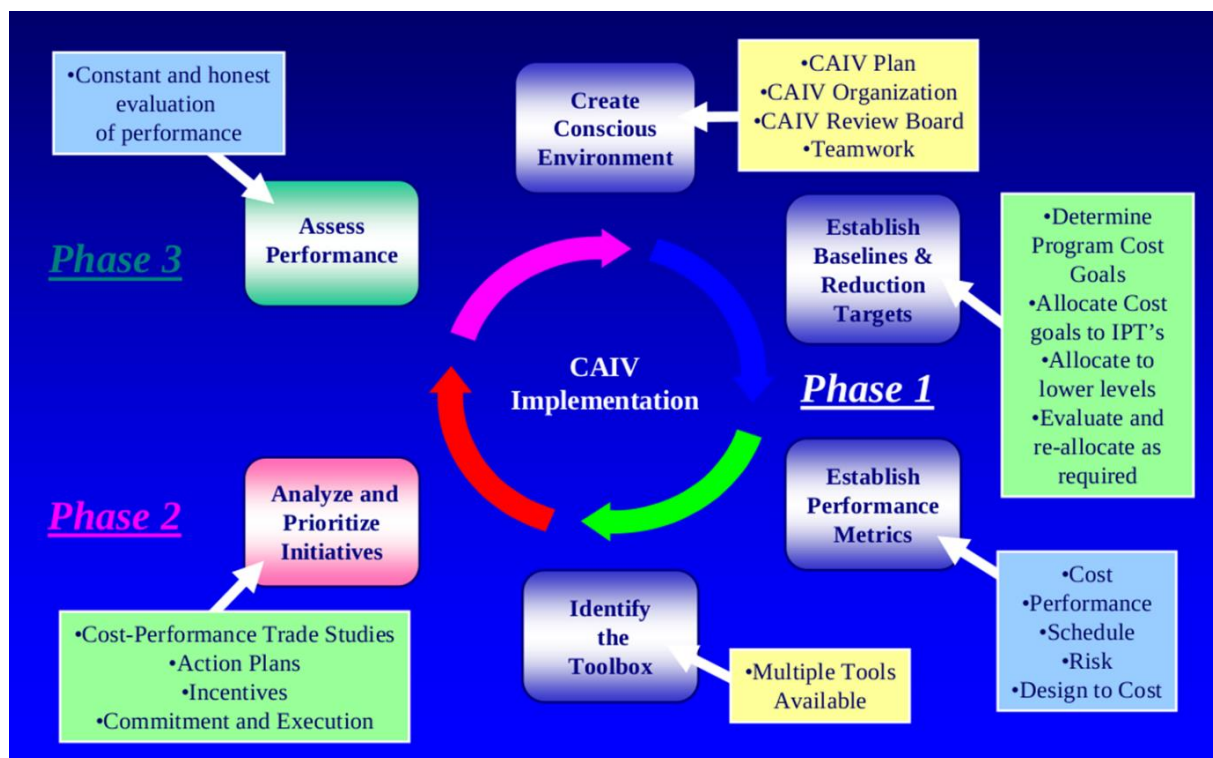 •Constant and honest
evaluation
of performance
Create
Conscious
Environment
•CAIV Plan
•CAIV Organization
•CAIV Review Board
•Teamwork
Assess
Performance
Phase 3
Establish
Baselines &
Reduction
Targets
•Determine
Program Cost
Goals
•Allocate Cost
goals to IPT’s
•Allocate to
lower levels
•Evaluate and
re-allocate as
required
CAIV
Implementation
Phase 1
Analyze and
Prioritize
Initiatives
Phase 2
Establish
Performance
Metrics
•Cost
•Performance
•Schedule
•Risk
•Design to Cost
Identify
the
Toolbox
•Multiple Tools
Available
•Cost-Performance Trade Studies
•Action Plans
•Incentives
•Commitment and Execution